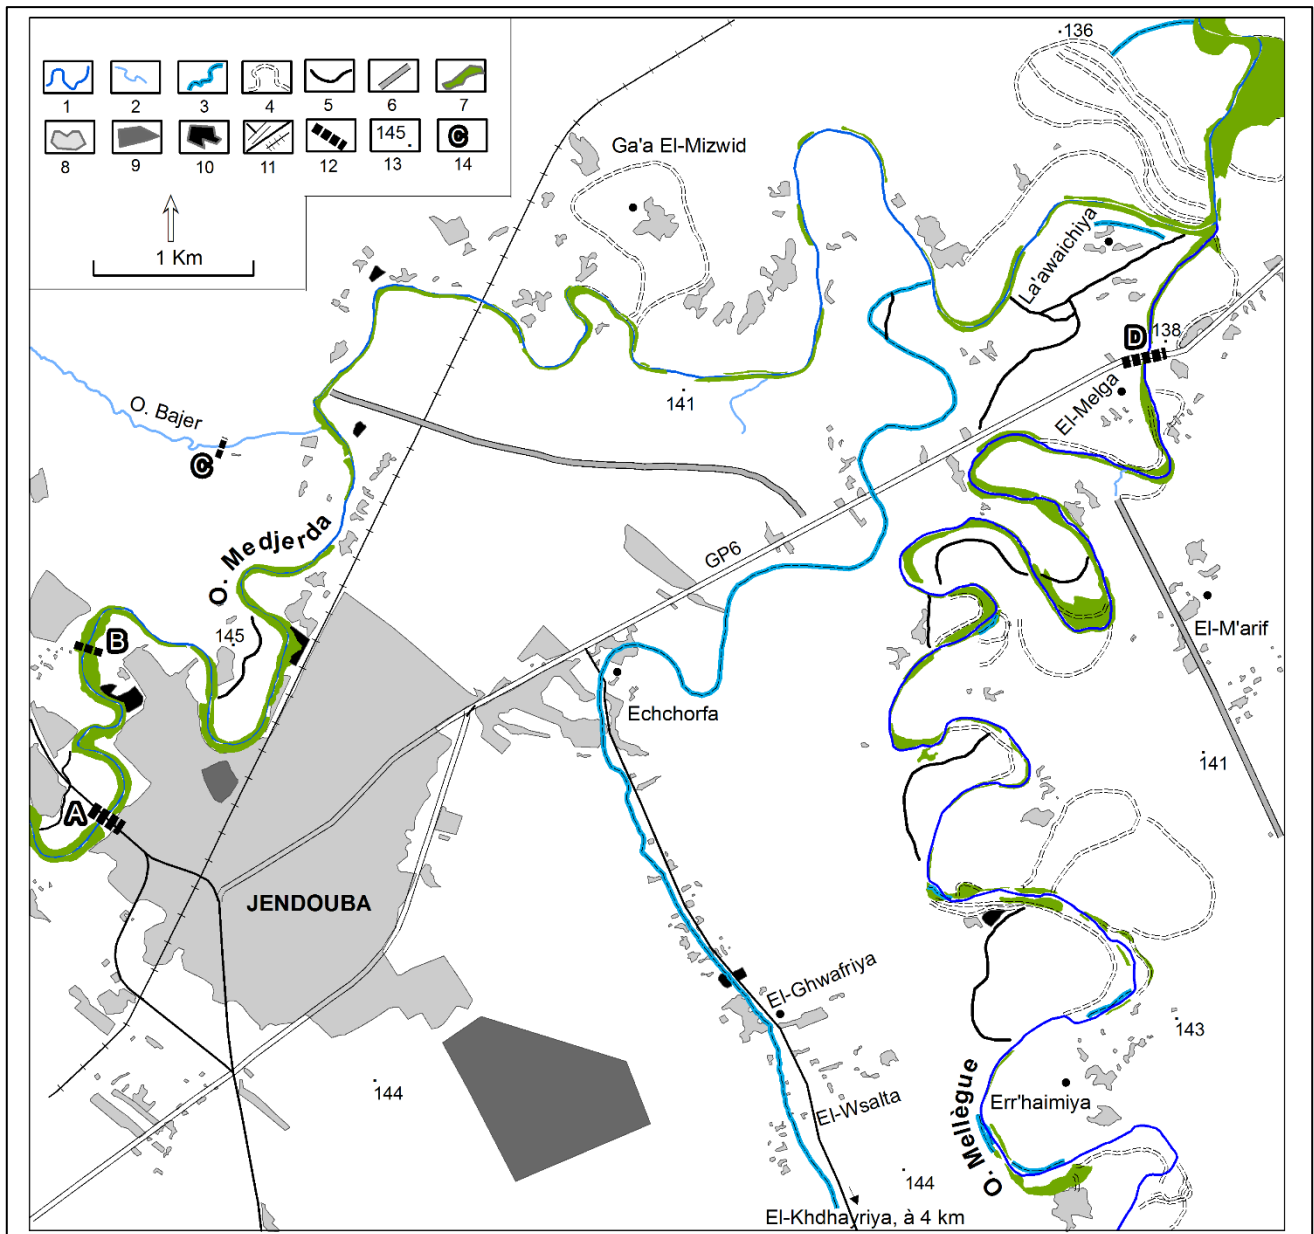 1 2 3 4 5 6 7
145
C
8 9 10 11 12 13 14
1 Km
136
Ga'a El-Mizwid
La'awaichiya
D
138
O. Bajer
141
El-Melga
C
O. Medjerda
GP6
B
145
El-M'arif
Echchorfa
141
A
JENDOUBA
El-Ghwafriya
143
144
El-Wsalta
Err'haimiya
O. Mellègue
144
El-Khdhayriya, à 4 km